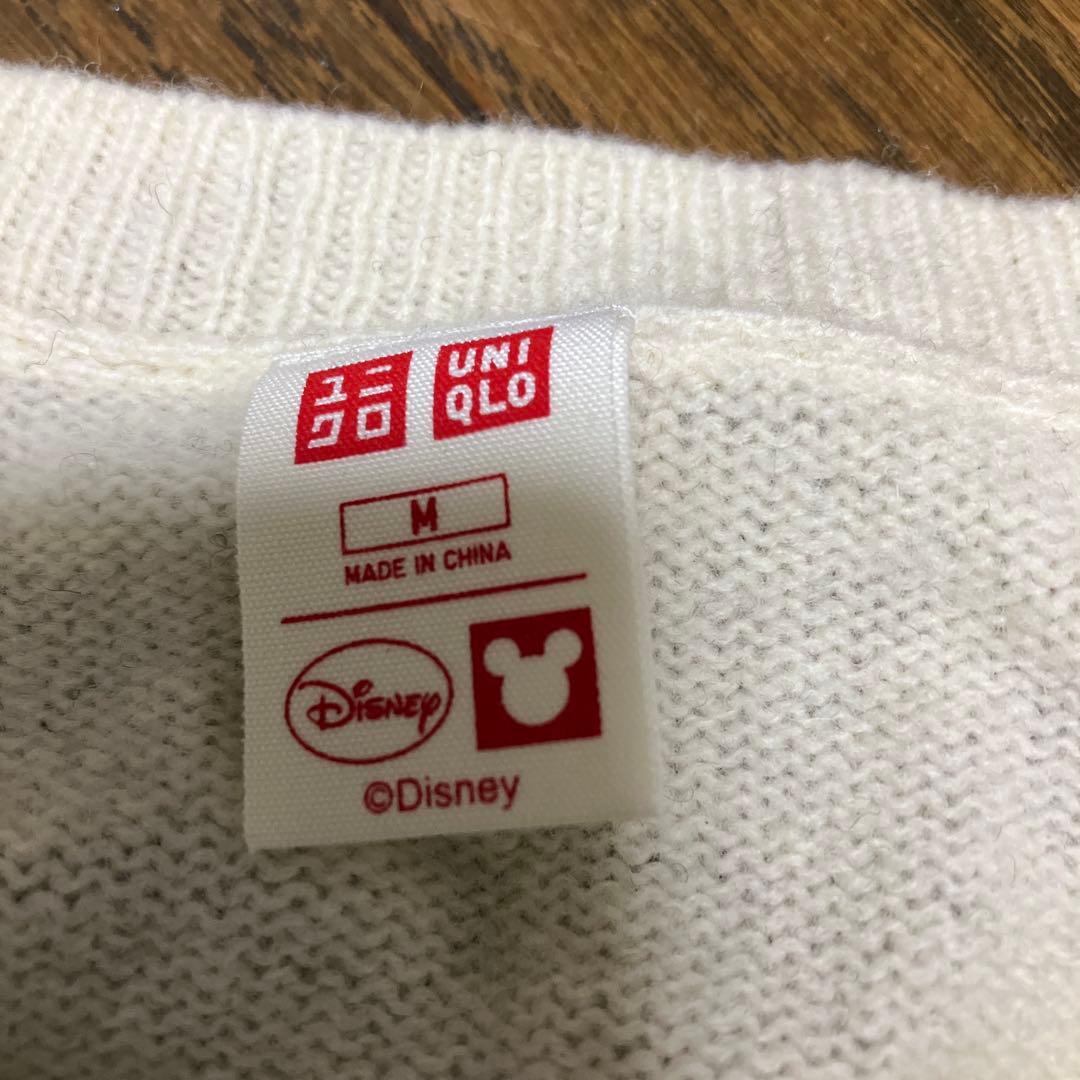 ユニ
クロ
UNI
QLO
M
MADE IN CHINA
Disney
©Disney